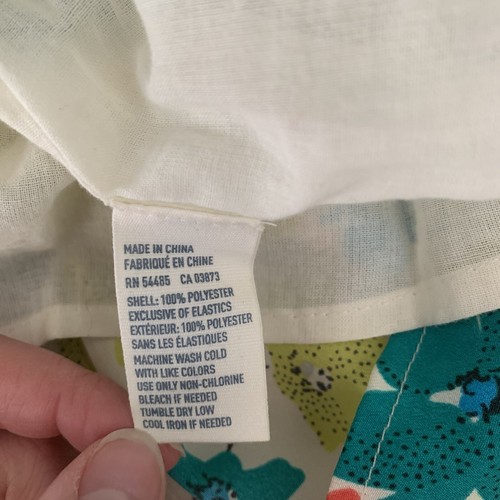 MADE IN CHINA
FABRIQUÉ EN CHINE
RN 54485 CA 03873
SHELL: 100% POLYESTER
EXCLUSIVE OF ELASTICS
EXTÉRIEUR: 100% POLYESTER
SANS LES ÉLASTIQUES
MACHINE WASH COLD
WITH LIKE COLORS
USE ONLY NON-CHLORINE
BLEACH IF NEEDED
TUMBLE DRY LOW
COOL IRON IF NEEDED